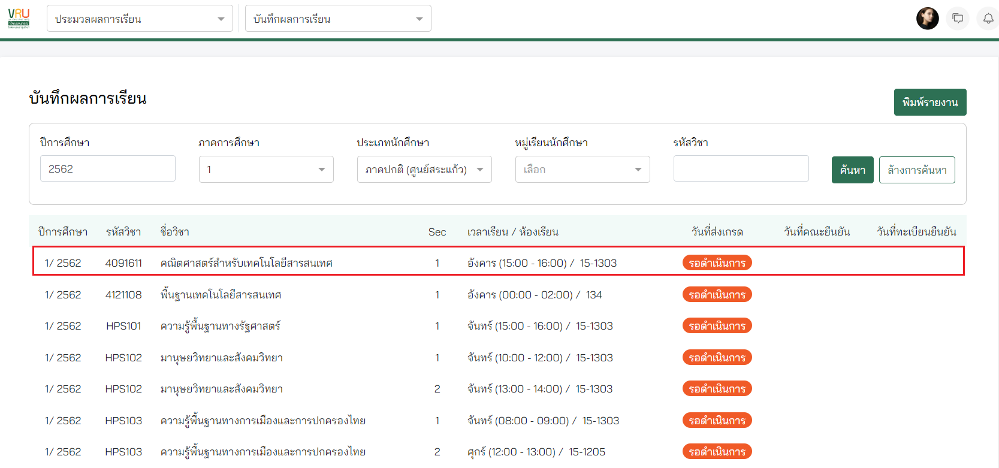 VRU
ประมวลผลการเรียน บันทึกผลการเรียน
บันทึกผลการเรียน
พิมพ์รายงาน
ปีการศึกษา ภาคการศึกษา ประเภทนักศึกษา หมู่เรียนนักศึกษา รหัสวิชา
2562 1 ภาคปกติ (ศูนย์สระแก้ว) เลือก ค้นหา ล้างการค้นหา
ปีการศึกษา รหัสวิชา ชื่อวิชา Sec เวลาเรียน / ห้องเรียน วันที่ส่งเกรด วันที่คณะยืนยัน วันที่ทะเบียนยืนยัน
1/ 2562 4091611 คณิตศาสตร์สำหรับเทคโนโลยีสารสนเทศ 1 อังคาร (15:00 - 16:00) / 15-1303 รอดำเนินการ
1/ 2562 4121108 พื้นฐานเทคโนโลยีสารสนเทศ 1 อังคาร (00:00 - 02:00) / 134 รอดำเนินการ
1/ 2562 HPS101 ความรู้พื้นฐานทางรัฐศาสตร์ 1 จันทร์ (15:00 - 16:00) / 15-1303 รอดำเนินการ
1/ 2562 HPS102 มานุษยวิทยาและสังคมวิทยา 1 จันทร์ (10:00 - 12:00) / 15-1303 รอดำเนินการ
1/ 2562 HPS102 มานุษยวิทยาและสังคมวิทยา 2 จันทร์ (13:00 - 14:00) / 15-1303 รอดำเนินการ
1/ 2562 HPS103 ความรู้พื้นฐานทางการเมืองและการปกครองไทย 1 จันทร์ (08:00 - 09:00) / 15-1303 รอดำเนินการ
1/ 2562 HPS103 ความรู้พื้นฐานทางการเมืองและการปกครองไทย 2 ศุกร์ (12:00 - 13:00) / 15-1205 รอดำเนินการ